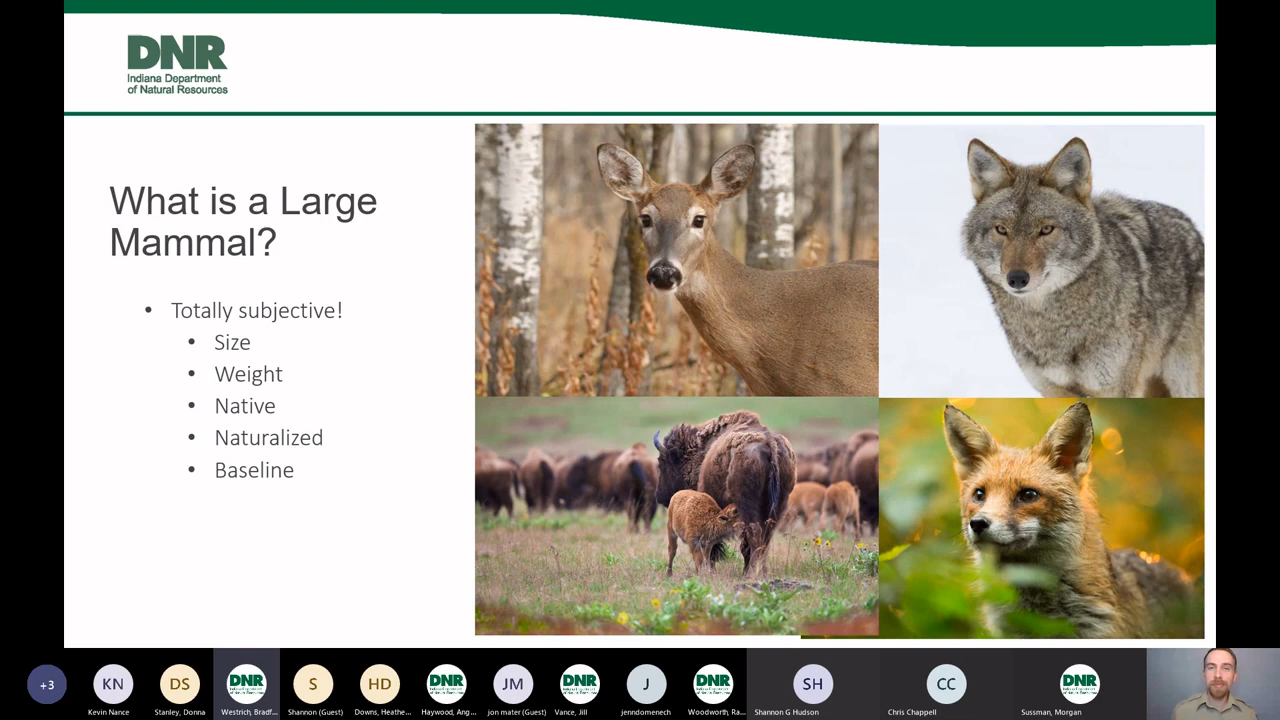 DNR
Indiana Department
of Natural Resources
What is a Large
Mammal?
• Totally subjective!
• Size
• Weight
• Native
• Naturalized
• Baseline
+3
KN
DS
DNR
S
HD
DNR
JM
DNR
J
DNR
SH
CC
DNR
Kevin Nance
Stanley, Donna
Westrich, Bradf...
Shannon (Guest)
Downs, Heathe...
Haywood, Ang...
jon mater (Guest)
Vance, Jill
jenndomenech
Woodworth, Ra...
Shannon G Hudson
Chris Chappell
Sussman, Morgan